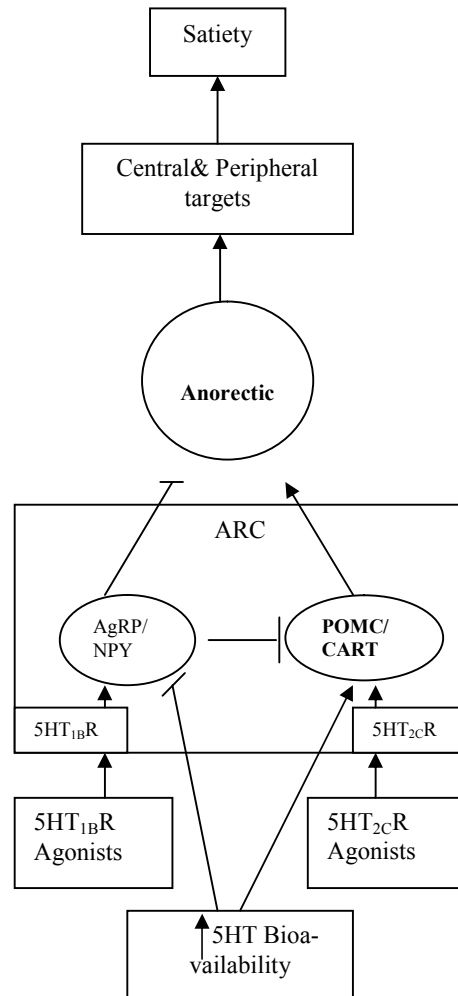 Satiety
Central& Peripheral
targets
Anorectic
ARC
AgRP/
NPY
POMC/
CART
5HT1BR
5HT2CR
5HT1BR
Agonists
5HT2CR
Agonists
5HT Bioa-
vailability